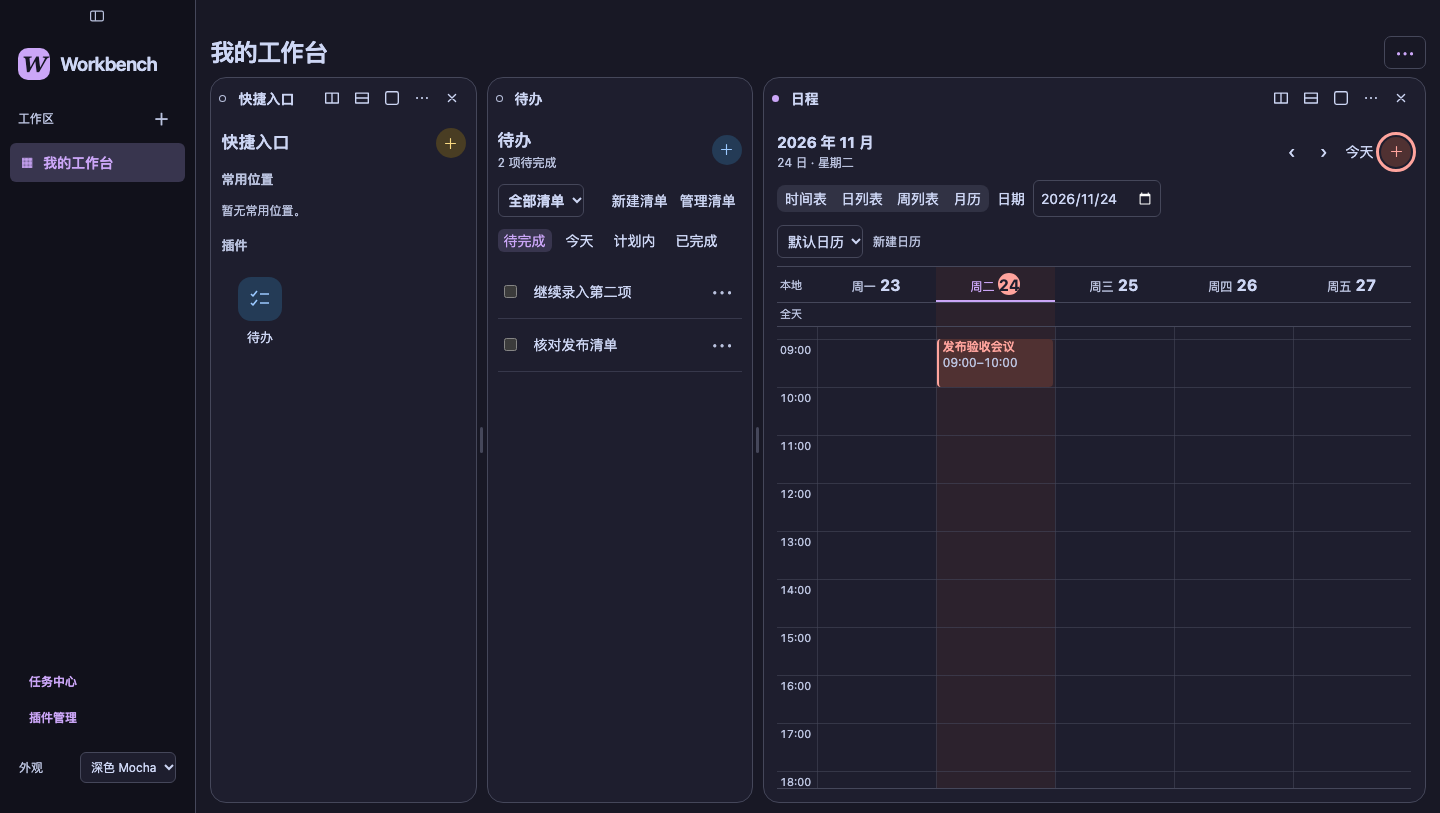 W Workbench
工作区
我的工作台
任务中心
插件管理
外观 深色 Mocha
我的工作台
快捷入口
快捷入口
常用位置
暂无常用位置。
插件
待办
待办
待办
2 项待完成
全部清单 新建清单 管理清单
待完成 今天 计划内 已完成
继续录入第二项
核对发布清单
日程
2026 年 11 月
24 日 · 星期二
今天
时间表 日列表 周列表 月历 日期 2026/11/24
默认日历 新建日历
本地 周一 23 周二 24 周三 25 周四 26 周五 27
全天
09:00
发布验收会议
09:00–10:00
10:00
11:00
12:00
13:00
14:00
15:00
16:00
17:00
18:00